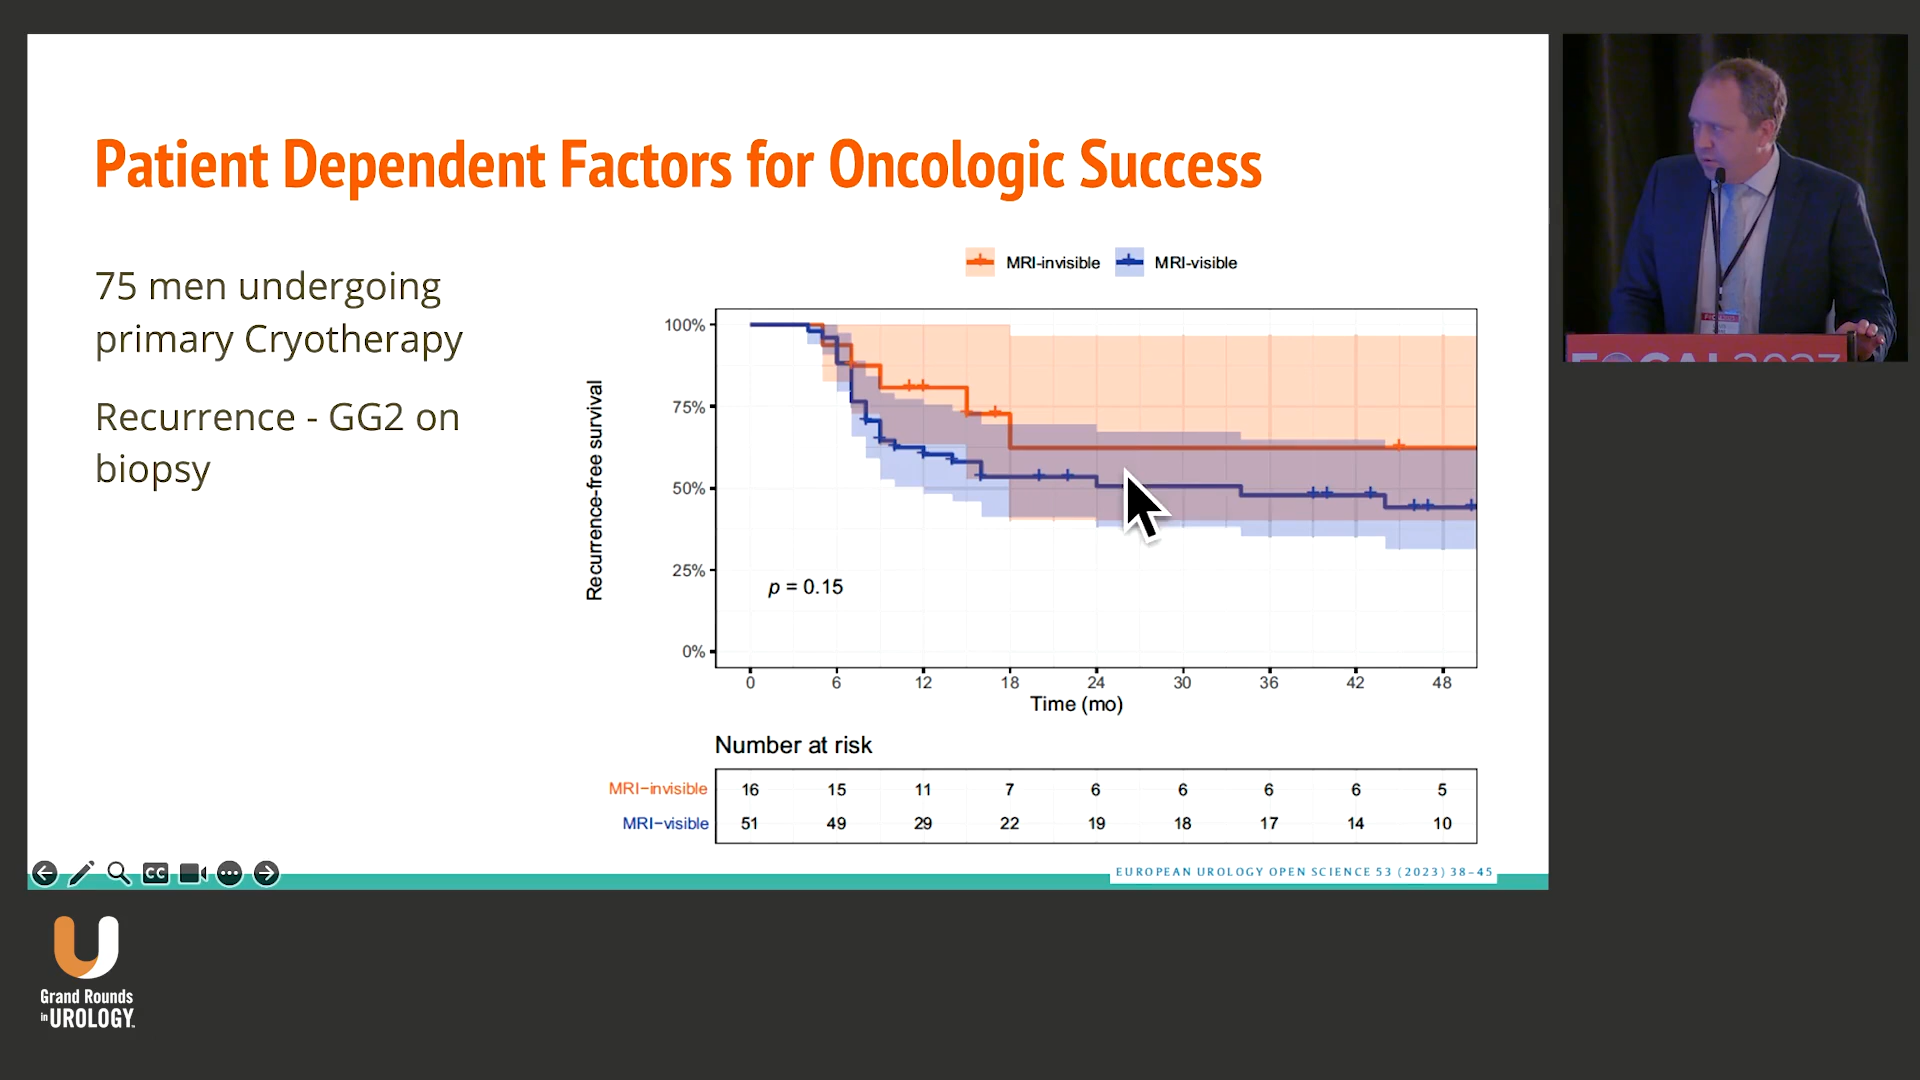 Patient Dependent Factors for Oncologic Success
75 men undergoing
primary Cryotherapy
Recurrence - GG2 on
biopsy
MRI-invisible
MRI-visible
Recurrence-free survival
100%
75%
50%
25%
0%
p = 0.15
0 6 12 18 24 30 36 42 48
Time (mo)
Number at risk
MRI−invisible 16 15 11 7 6 6 6 6 5
MRI−visible 51 49 29 22 19 18 17 14 10
CC
EUROPEAN UROLOGY OPEN SCIENCE 53 (2023) 38–45
Grand Rounds
in UROLOGY